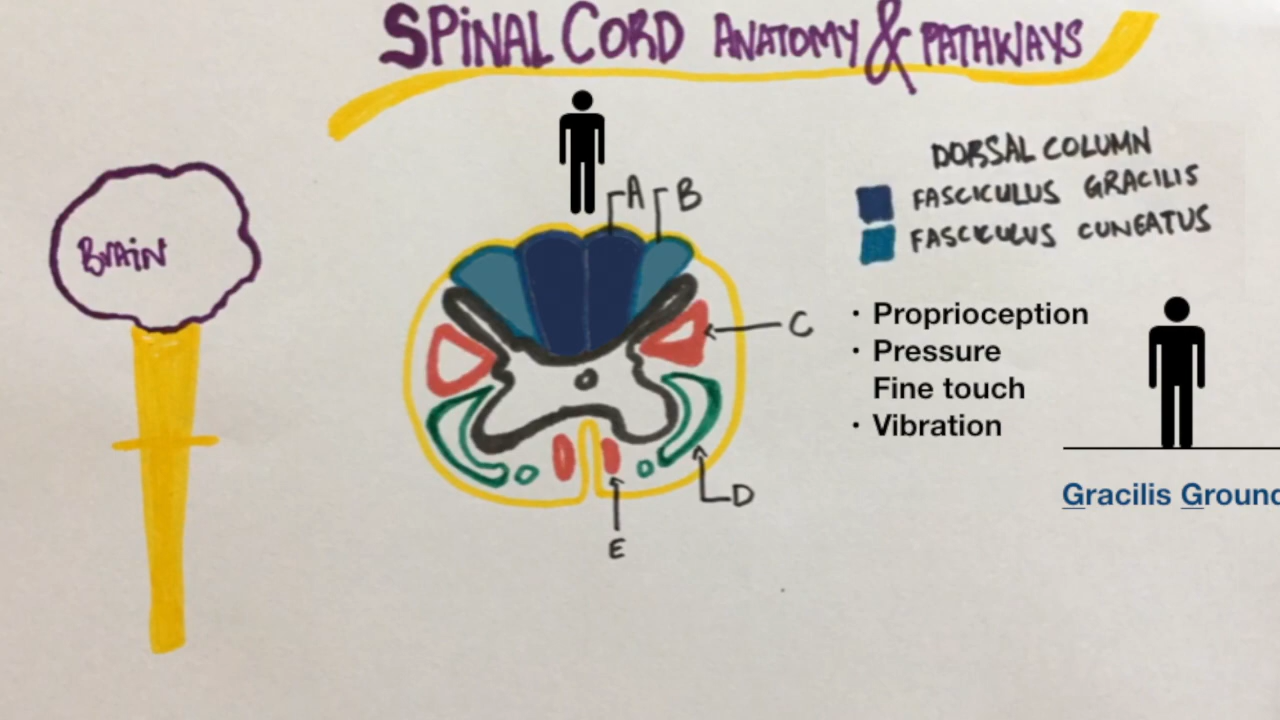 SPINAL CORD ANATOMY & PATHWAYS
BRAIN
A
B
C
D
E
DORSAL COLUMN
FASCICULUS GRACILIS
FASCICULUS CUNEATUS
• Proprioception
• Pressure
Fine touch
• Vibration
Gracilis Ground